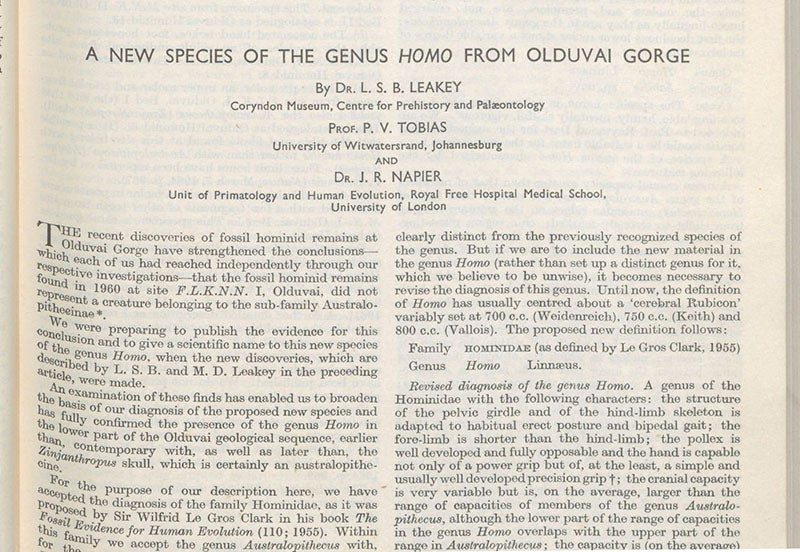 A NEW SPECIES OF THE GENUS HOMO FROM OLDUVAI GORGE
By DR. L. S. B. LEAKEY
Coryndon Museum, Centre for Prehistory and Palæontology
PROF. P. V. TOBIAS
University of Witwatersrand, Johannesburg
AND
DR. J. R. NAPIER
Unit of Primatology and Human Evolution, Royal Free Hospital Medical School,
University of London
THE recent discoveries of fossil hominid remains at
Olduvai Gorge have strengthened the conclusions—
which each of us had reached independently through our
respective investigations—that the fossil hominid remains
found in 1960 at site F.L.K.N.N. I, Olduvai, did not
represent a creature belonging to the sub-family Australo-
pithecinae*.
We were preparing to publish the evidence for this
conclusion and to give a scientific name to this new species
of the genus Homo, when the new discoveries, which are
described by L. S. B. and M. D. Leakey in the preceding
article, were made.
An examination of these finds has enabled us to broaden
the basis of our diagnosis of the proposed new species and
has fully confirmed the presence of the genus Homo in
the lower part of the Olduvai geological sequence, earlier
than, contemporary with, as well as later than, the
Zinjanthropus skull, which is certainly an australopithe-
cine.
For the purpose of our description here, we have
accepted the diagnosis of the family Hominidae, as it was
proposed by Sir Wilfrid Le Gros Clark in his book The
Fossil Evidence for Human Evolution (110; 1955). Within
this family we accept the genus Australopithecus with,
for the
clearly distinct from the previously recognized species of
the genus. But if we are to include the new material in
the genus Homo (rather than set up a distinct genus for it,
which we believe to be unwise), it becomes necessary to
revise the diagnosis of this genus. Until now, the definition
of Homo has usually centred about a 'cerebral Rubicon'
variably set at 700 c.c. (Weidenreich), 750 c.c. (Keith) and
800 c.c. (Vallois). The proposed new definition follows:
Family HOMINIDAE (as defined by Le Gros Clark, 1955)
Genus Homo Linnæus.
Revised diagnosis of the genus Homo. A genus of the
Hominidae with the following characters: the structure
of the pelvic girdle and of the hind-limb skeleton is
adapted to habitual erect posture and bipedal gait; the
fore-limb is shorter than the hind-limb; the pollex is
well developed and fully opposable and the hand is capable
not only of a power grip but of, at the least, a simple and
usually well developed precision grip†; the cranial capacity
is very variable but is, on the average, larger than the
range of capacities of members of the genus Australo-
pithecus, although the lower part of the range of capacities
in the genus Homo overlaps with the upper part of the
range in Australopithecus; the capacity is (on the average)